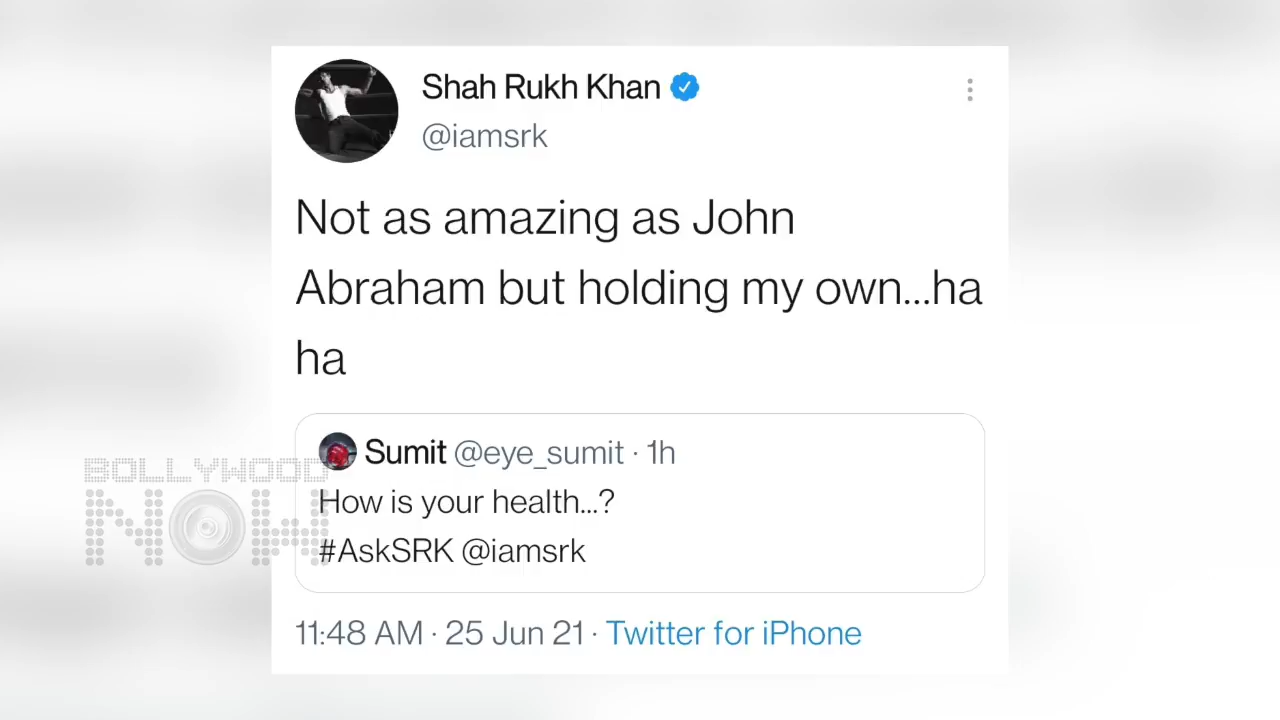 Shah Rukh Khan
@iamsrk
Not as amazing as John
Abraham but holding my own...ha
ha
Sumit @eye_sumit · 1h
How is your health...?
#AskSRK @iamsrk
11:48 AM · 25 Jun 21 · Twitter for iPhone
BOLLYWOOD
NOW